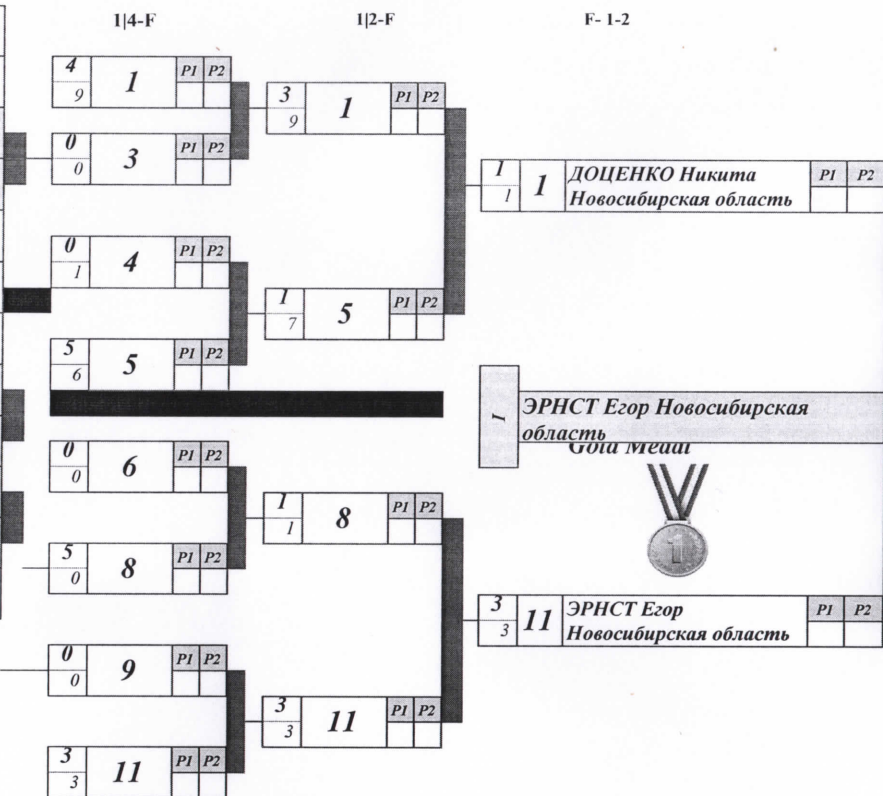 1|4-F
1|2-F
F- 1-2
4
9
1
P1 P2
0
0
3
P1 P2
3
9
1
P1 P2
1
1
1
ДОЦЕНКО Никита
Новосибирская область
P1 P2
0
1
4
P1 P2
5
6
5
P1 P2
1
7
5
P1 P2
I
ЭРНСТ Егор Новосибирская
область
Gold Medal
1
0
0
6
P1 P2
5
0
8
P1 P2
1
1
8
P1 P2
3
3
11
ЭРНСТ Егор
Новосибирская область
P1 P2
0
0
9
P1 P2
3
3
11
P1 P2
3
3
11
P1 P2